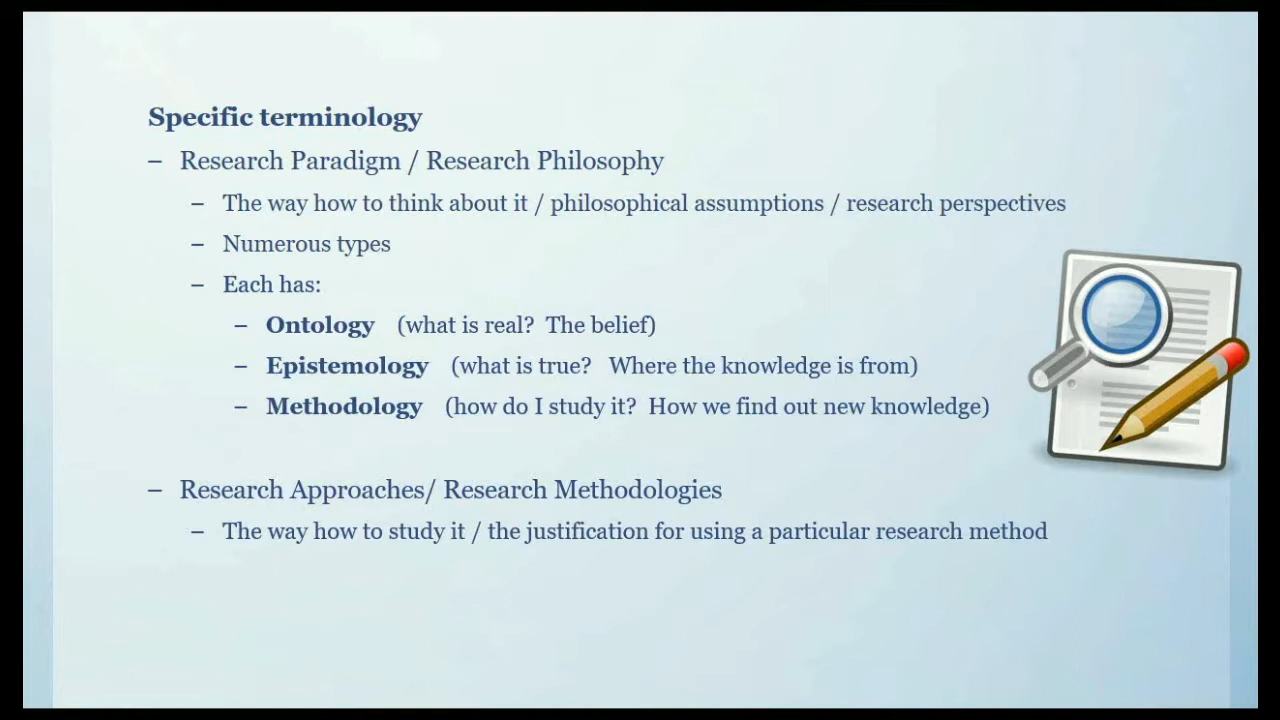 Specific terminology
– Research Paradigm / Research Philosophy
– The way how to think about it / philosophical assumptions / research perspectives
– Numerous types
– Each has:
– Ontology (what is real? The belief)
– Epistemology (what is true? Where the knowledge is from)
– Methodology (how do I study it? How we find out new knowledge)
– Research Approaches/ Research Methodologies
– The way how to study it / the justification for using a particular research method